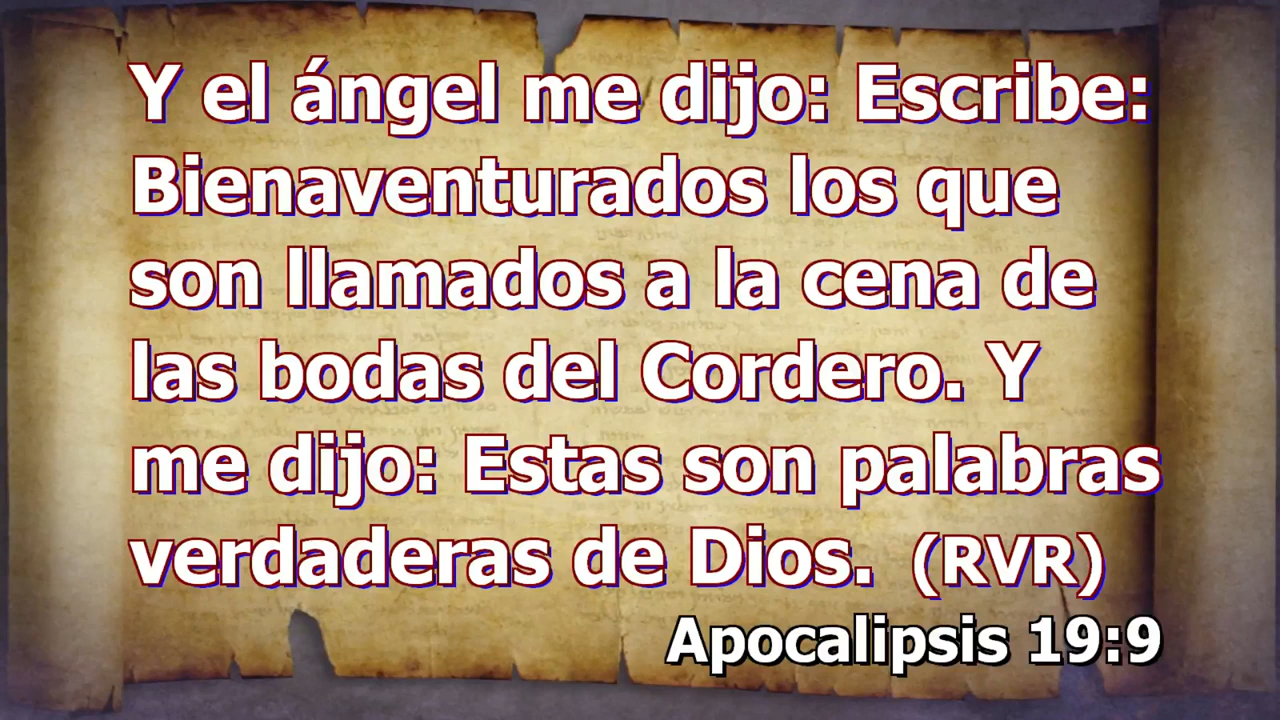 Y el ángel me dijo: Escribe:
Bienaventurados los que
son llamados a la cena de
las bodas del Cordero. Y
me dijo: Estas son palabras
verdaderas de Dios. (RVR)
Apocalipsis 19:9